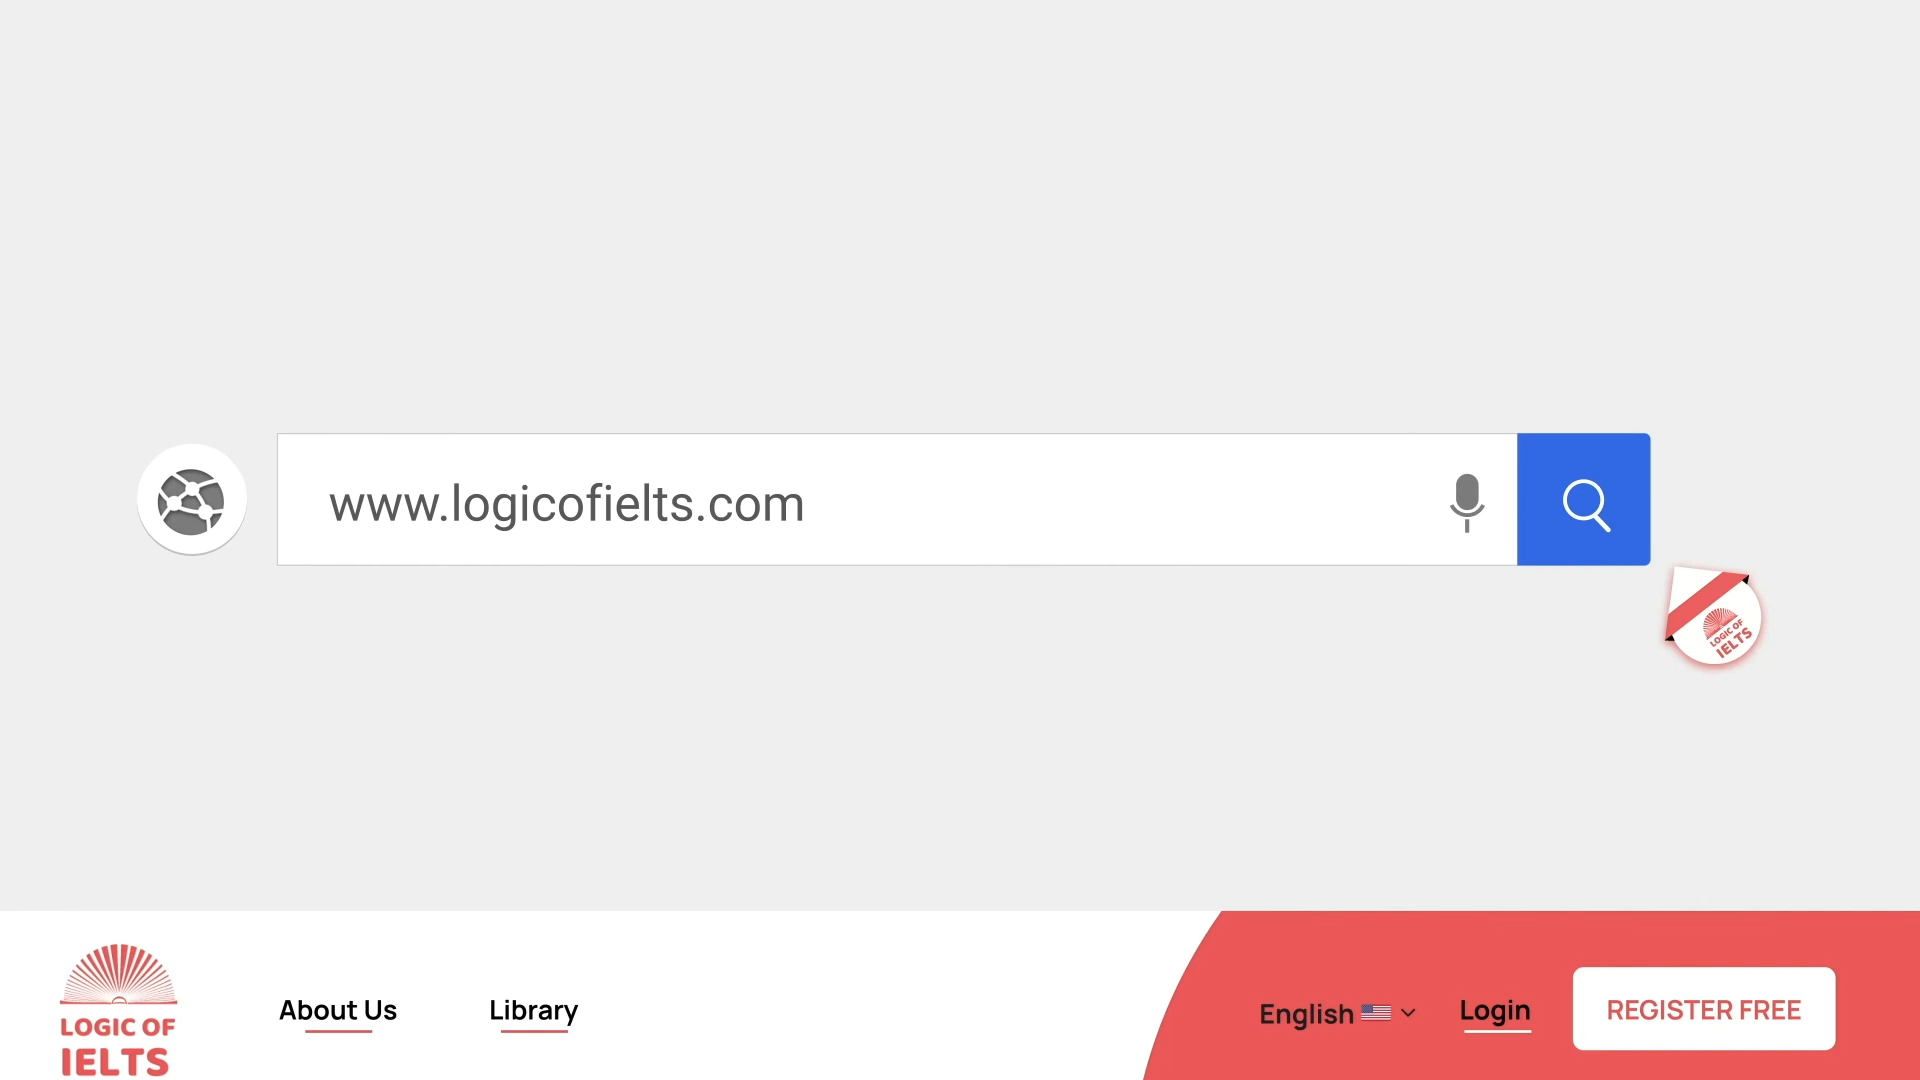 www.logicofielts.com
LOGIC OF
IELTS
About Us
Library
English
Login
REGISTER FREE
LOGIC OF
IELTS